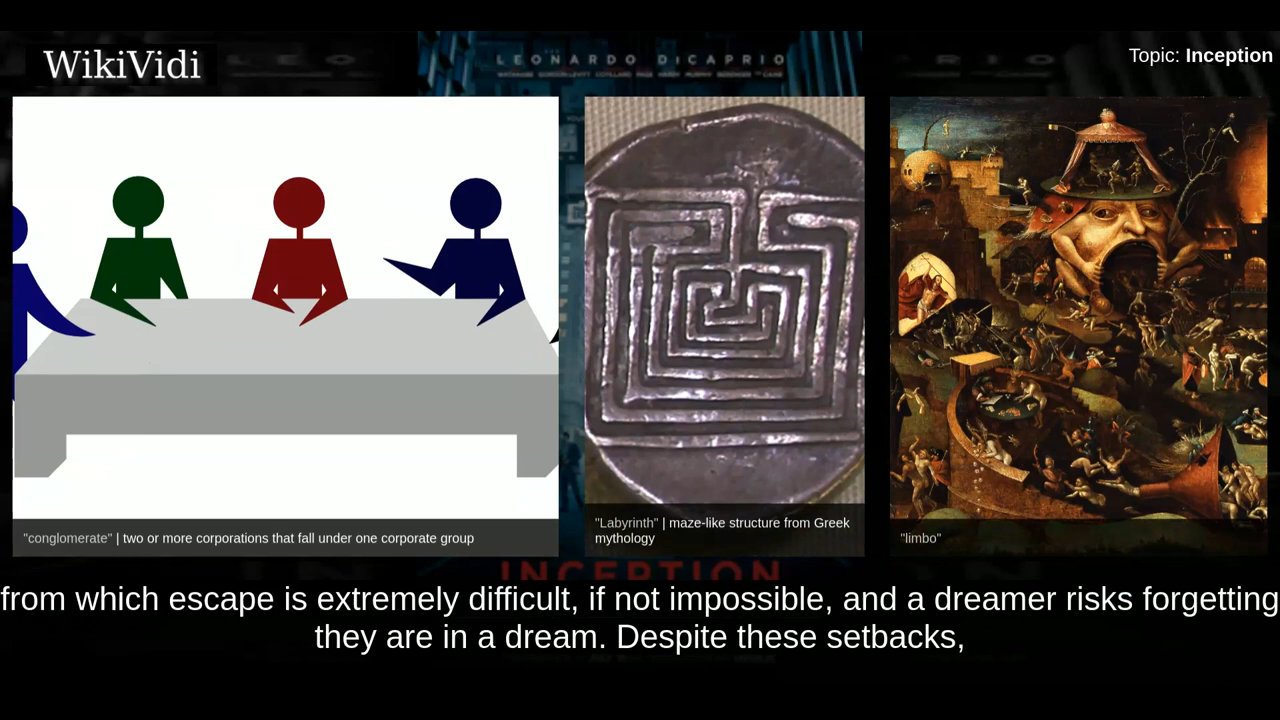 WikiVidi
Topic: Inception
LEONARDO DiCAPRIO
"conglomerate" | two or more corporations that fall under one corporate group
"Labyrinth" | maze-like structure from Greek
mythology
"limbo"
INCEPTION
from which escape is extremely difficult, if not impossible, and a dreamer risks forgetting
they are in a dream. Despite these setbacks,